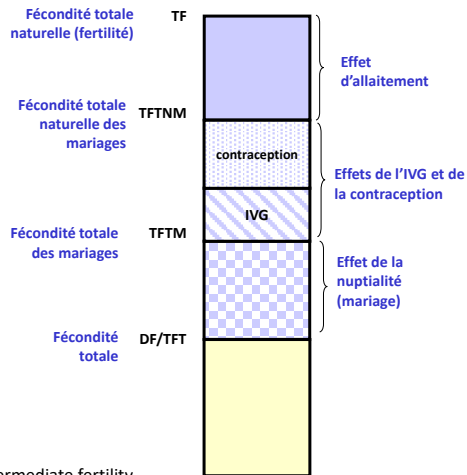 Fécondité totale
naturelle (fertilité)
TF
Effet
d'allaitement
Fécondité totale
naturelle des
mariages
TFTNM
contraception
Effets de l'IVG et de
la contraception
IVG
Fécondité totale
des mariages
TFTM
Effet de la
nuptialité
(mariage)
Fécondité
totale
DF/TFT
fertility